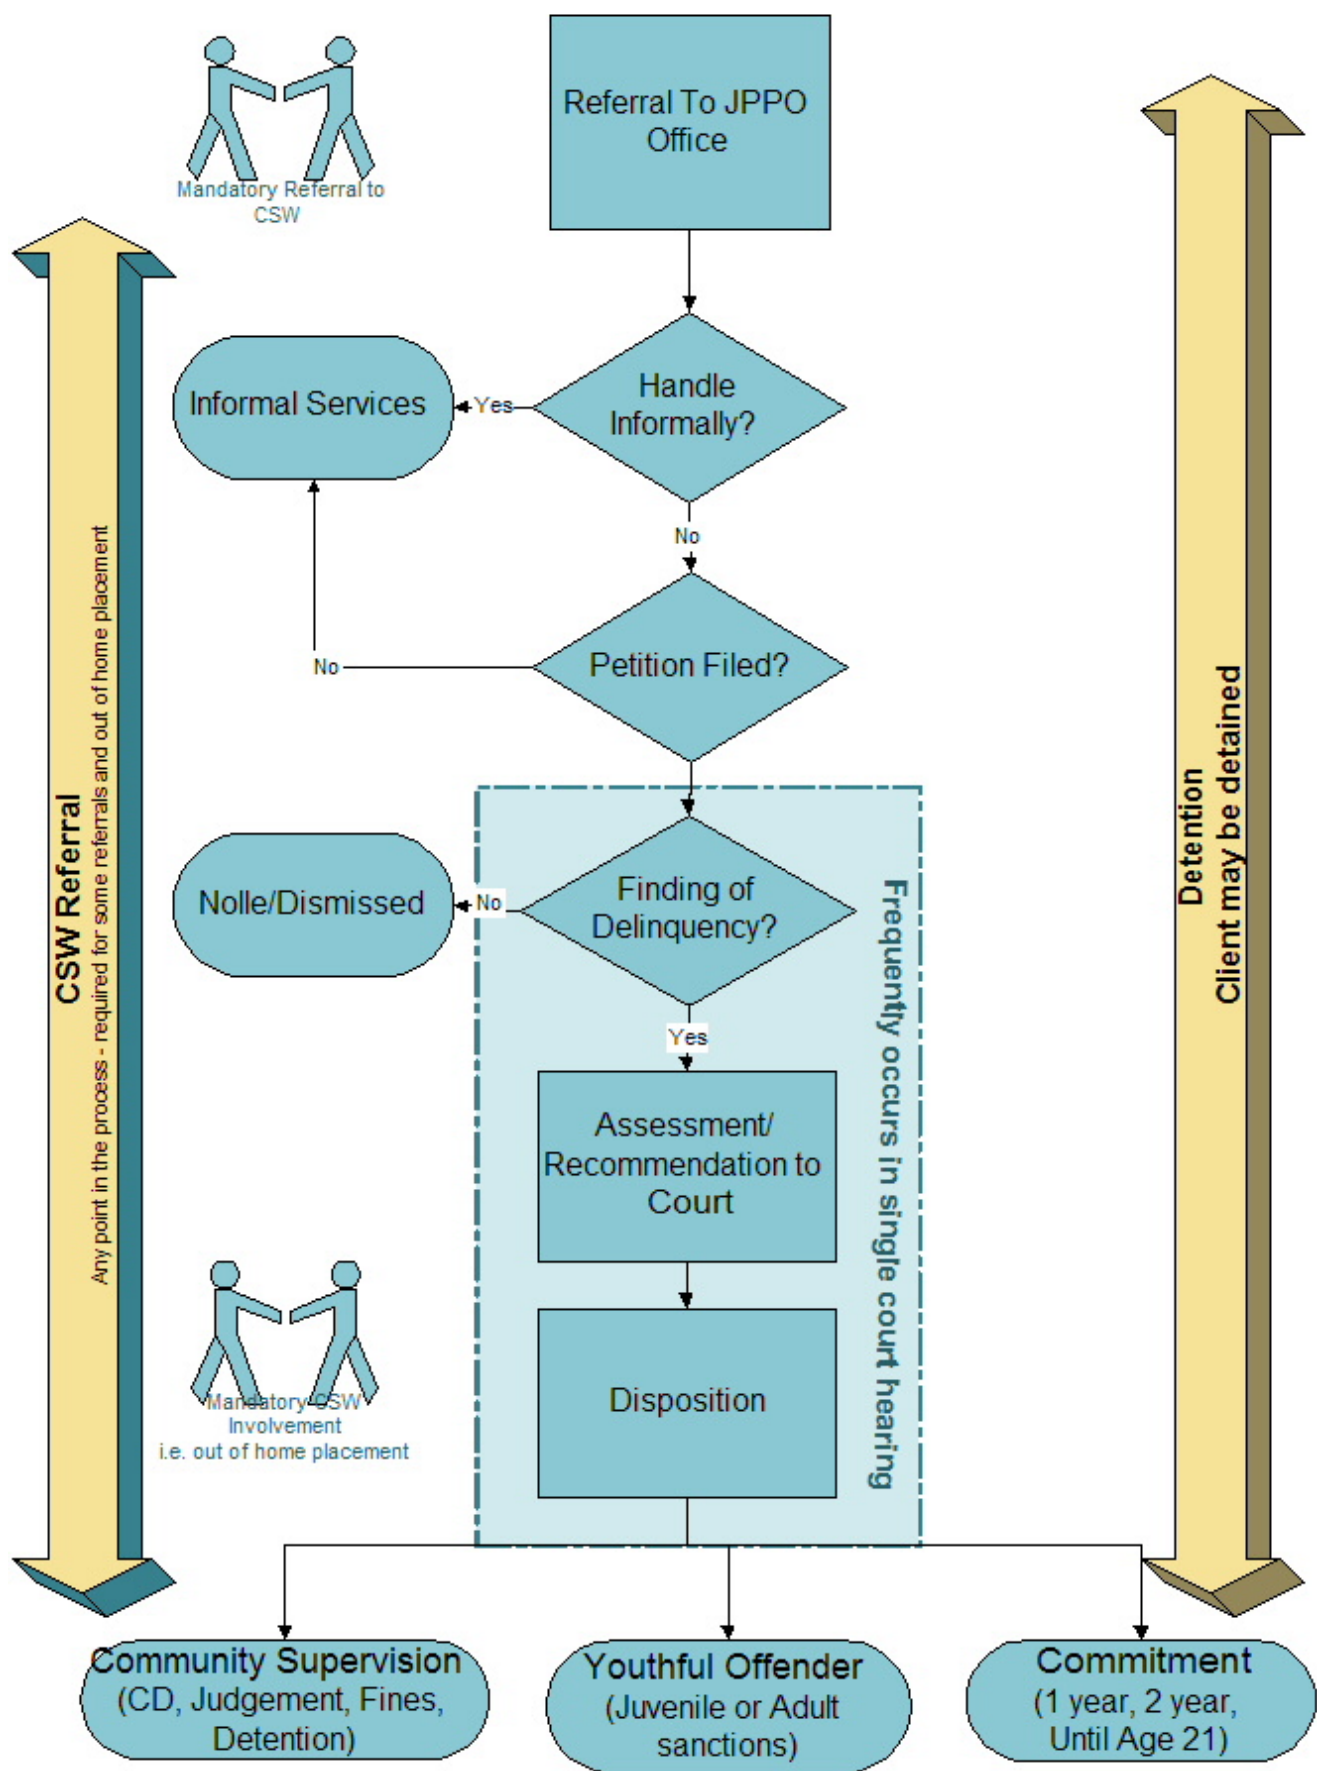 Referral To JPPO
Office
Mandatory Referral to
CSW
Handle
Informally?
Yes
Informal Services
No
Petition Filed?
No
Finding of
Delinquency?
No
Nolle/Dismissed
Yes
Assessment/
Recommendation to
Court
Disposition
Frequently occurs in single court hearing
Mandatory CSW
Involvement
i.e. out of home placement
CSW Referral
Any point in the process - required for some referrals and out of home placement
Detention
Client may be detained
Community Supervision
(CD, Judgement, Fines,
Detention)
Youthful Offender
(Juvenile or Adult
sanctions)
Commitment
(1 year, 2 year,
Until Age 21)